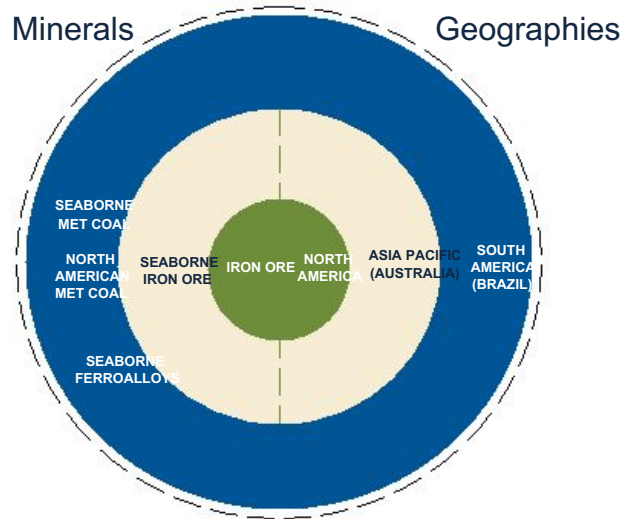 Minerals
Geographies
SEABORNE
MET COAL
NORTH
AMERICAN
MET COAL
SEABORNE
FERROALLOYS
SEABORNE
IRON ORE
IRON ORE
NORTH
AMERICA
ASIA PACIFIC
(AUSTRALIA)
SOUTH
AMERICA
(BRAZIL)